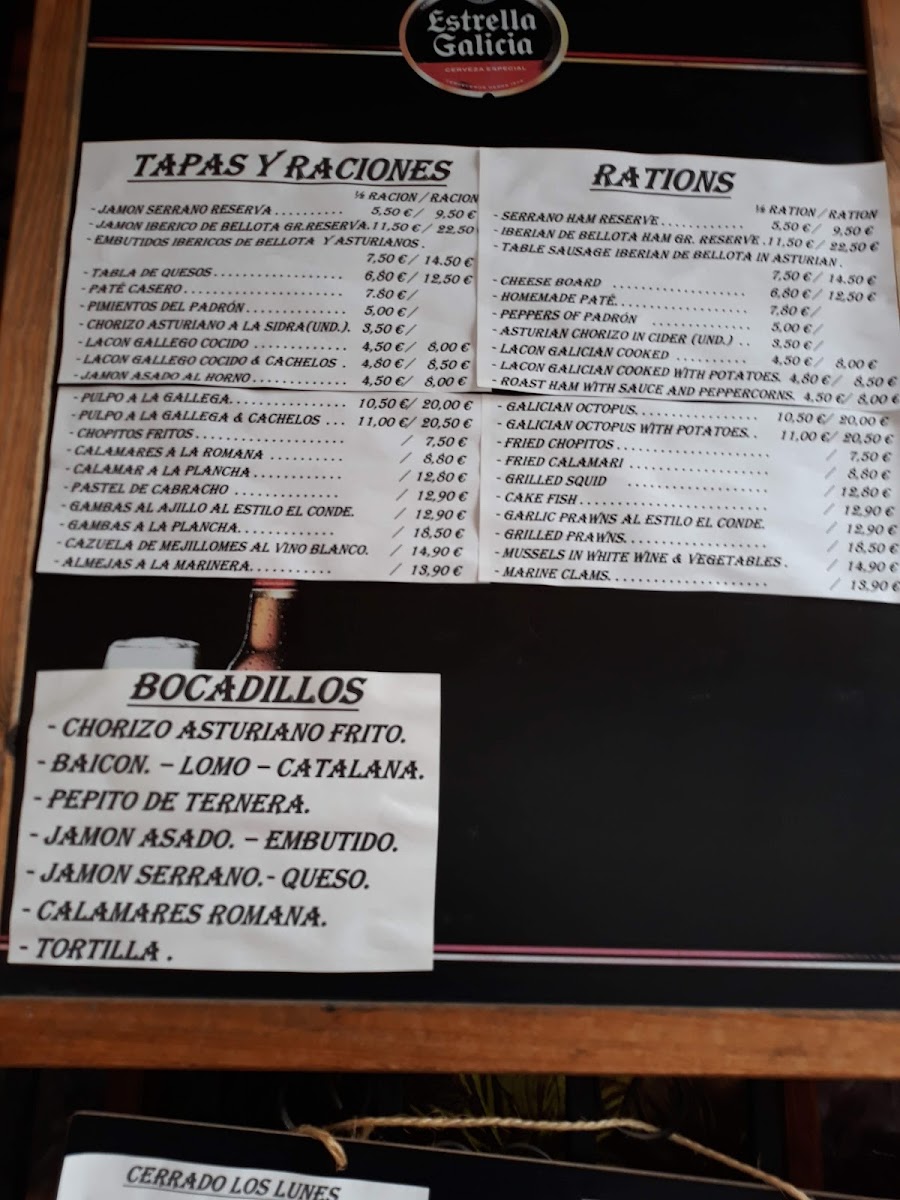 Estrella
Galicia
CERVEZA ESPECIAL
TAPAS Y RACIONES
½ RACION / RACION
- JAMON SERRANO RESERVA .......... 5,50 € / 9,50 €
- JAMON IBERICO DE BELLOTA GR.RESERVA. 11,50 € / 22,50
- EMBUTIDOS IBERICOS DE BELLOTA Y ASTURIANOS .
7,50 € / 14.50 €
- TABLA DE QUESOS ................... 6,80 € / 12,50 €
- PATÉ CASERO ....................... 7.80 € /
- PIMIENTOS DEL PADRÓN .............. 5,00 € /
- CHORIZO ASTURIANO A LA SIDRA(UND.). 3,50 € /
- LACON GALLEGO COCIDO ............. 4,50 € / 8,00 €
- LACON GALLEGO COCIDO & CACHELOS . 4,80 € / 8,50 €
- JAMON ASADO AL HORNO ............. 4,50 € / 8,00 €
- PULPO A LA GALLEGA ................ 10,50 € / 20,00 €
- PULPO A LA GALLEGA & CACHELOS ... 11,00 € / 20,50 €
- CHOPITOS FRITOS ..................... / 7,50 €
- CALAMARES A LA ROMANA .......... / 8,80 €
- CALAMAR A LA PLANCHA ............ / 12,80 €
- PASTEL DE CABRACHO .............. / 12,90 €
- GAMBAS AL AJILLO AL ESTILO EL CONDE. / 12,90 €
- GAMBAS A LA PLANCHA ............. / 18,50 €
- CAZUELA DE MEJILLOMES AL VINO BLANCO. / 14,90 €
- ALMEJAS A LA MARINERA ........... / 13,90 €
RATIONS
½ RATION / RATION
- SERRANO HAM RESERVE ............ 5,50 € / 9,50 €
- IBERIAN DE BELLOTA HAM GR. RESERVE . 11,50 € / 22,50 €
- TABLE SAUSAGE IBERIAN DE BELLOTA IN ASTURIAN .
7,50 € / 14.50 €
- CHEESE BOARD ................... 6,80 € / 12,50 €
- HOMEMADE PATÉ .................. 7,80 € /
- PEPPERS OF PADRÓN .............. 5,00 € /
- ASTURIAN CHORIZO IN CIDER (UND.) .. 3.50 € /
- LACON GALICIAN COOKED .......... 4,50 € / 8,00 €
- LACON GALICIAN COOKED WITH POTATOES. 4,80 € / 8,50 €
- ROAST HAM WITH SAUCE AND PEPPERCORNS. 4,50 € / 8,00 €
- GALICIAN OCTOPUS ................. 10,50 € / 20,00 €
- GALICIAN OCTOPUS WITH POTATOES. . 11,00 € / 20,50 €
- FRIED CHOPITOS ...................... / 7,50 €
- FRIED CALAMARI .................... / 8,80 €
- GRILLED SQUID .................... / 12,80 €
- CAKE FISH ........................... / 12,90 €
- GARLIC PRAWNS AL ESTILO EL CONDE. / 12,90 €
- GRILLED PRAWNS .................... / 18,50 €
- MUSSELS IN WHITE WINE & VEGETABLES . / 14,90 €
- MARINE CLAMS ....................... / 13,90 €
BOCADILLOS
- CHORIZO ASTURIANO FRITO.
- BAICON. – LOMO – CATALANA.
- PEPITO DE TERNERA.
- JAMON ASADO. – EMBUTIDO.
- JAMON SERRANO.- QUESO.
- CALAMARES ROMANA.
- TORTILLA .
CERRADO LOS LUNES